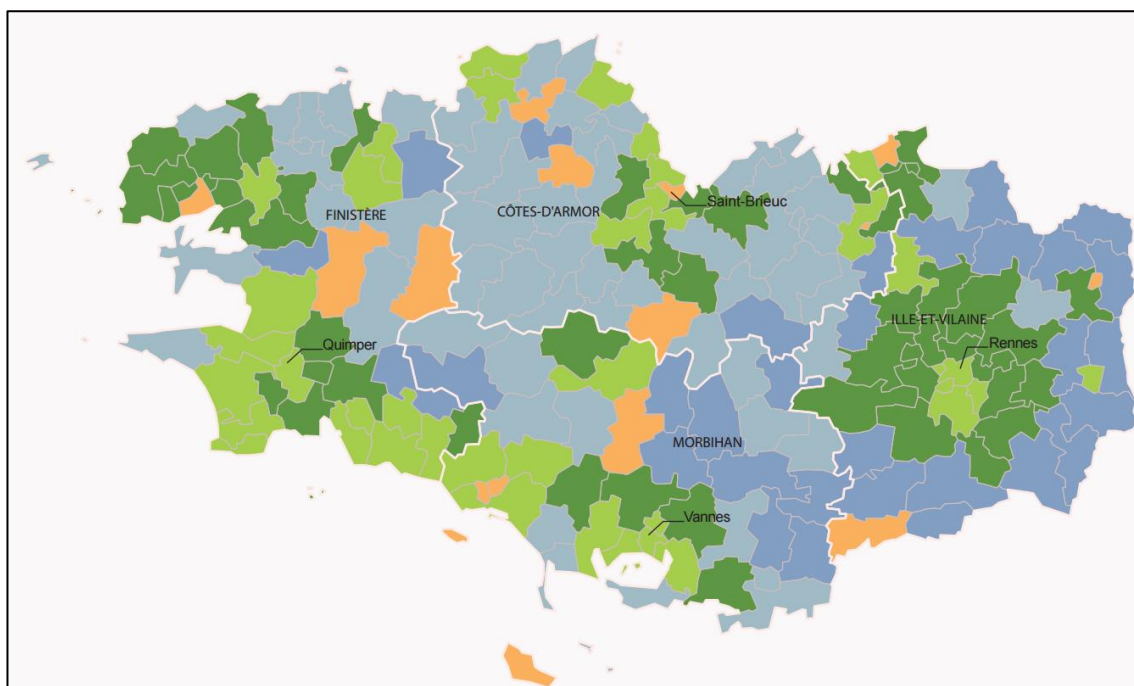 Saint-Brieuc
CÔTES-D'ARMOR
FINISTÈRE
ILLE-ET-VILAINE
Quimper
Rennes
MORBIHAN
Vannes